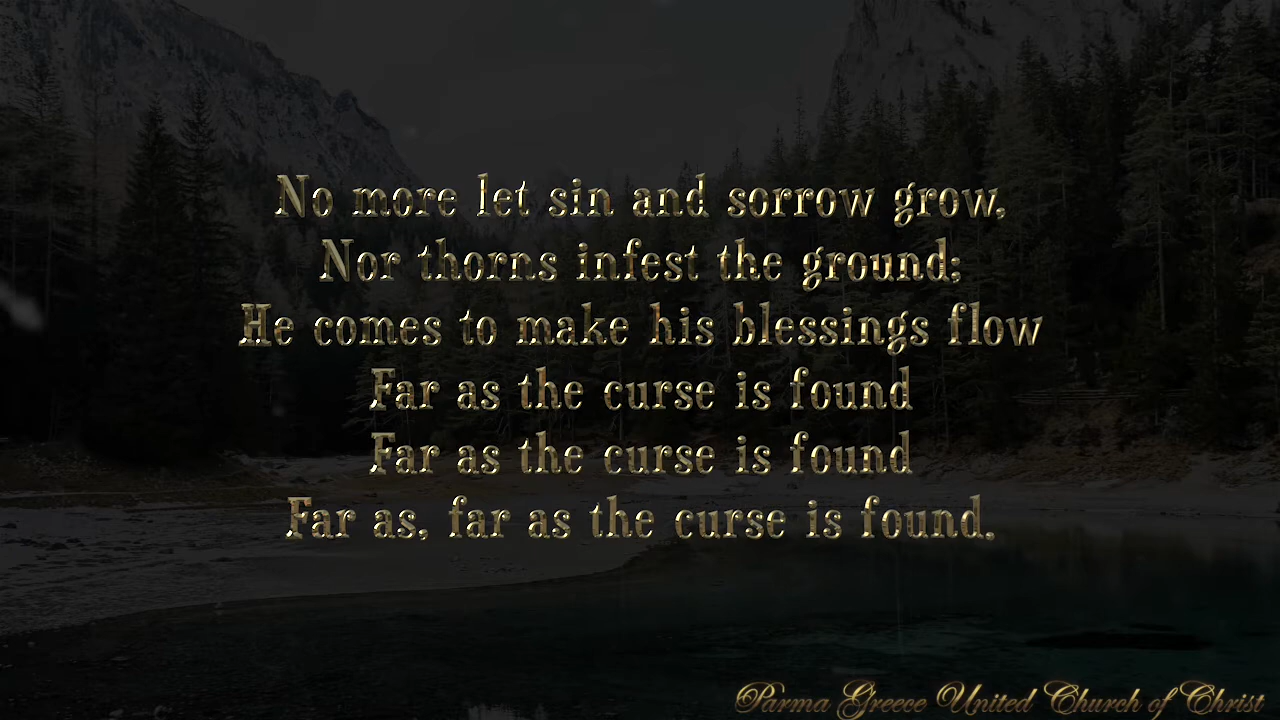 No more let sin and sorrow grow,
Nor thorns infest the ground;
He comes to make his blessings flow
Far as the curse is found
Far as the curse is found
Far as, far as the curse is found.
Parma Greece United Church of Christ